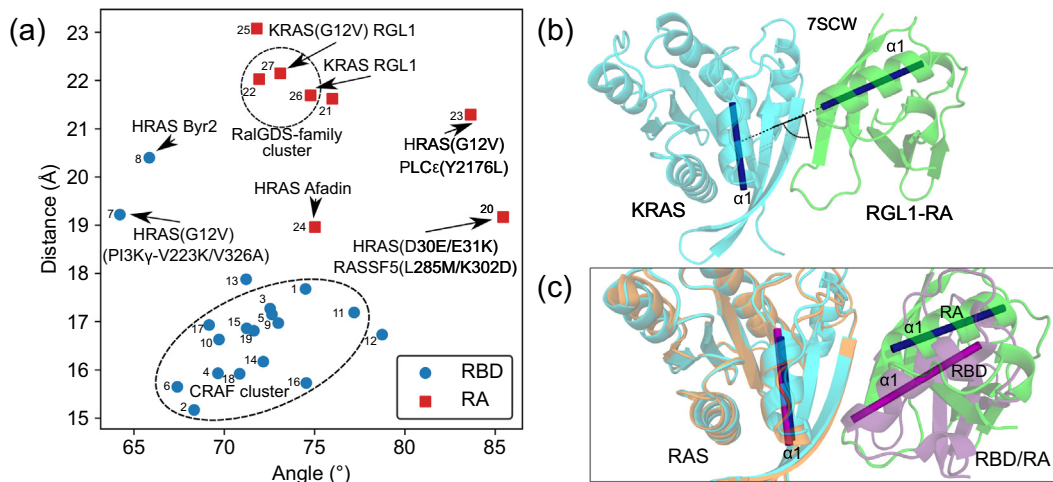 (a)
23
22
21
20
19
18
17
16
15
Distance (Å)
65 70 75 80 85
Angle (°)
25
KRAS(G12V) RGL1
27
KRAS RGL1
22
26
21
RalGDS-family
cluster
23
HRAS(G12V)
PLCε(Y2176L)
HRAS Byr2
8
HRAS Afadin
7
24
20
HRAS(G12V)
(PI3Kγ-V223K/V326A)
HRAS(D30E/E31K)
RASSF5(L285M/K302D)
13
1
3
5
9
11
17
15
19
10
12
14
4
18
16
6
2
CRAF cluster
RBD
RA
(b)
7SCW
α1
α1
KRAS
RGL1-RA
(c)
α1
RA
α1
RBD
α1
RAS
RBD/RA